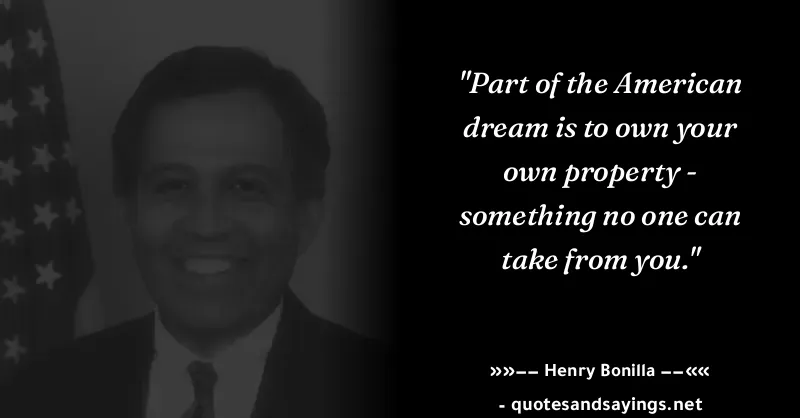 "Part of the American
dream is to own your
own property -
something no one can
take from you."
»»−− Henry Bonilla −−««
- quotesandsayings.net